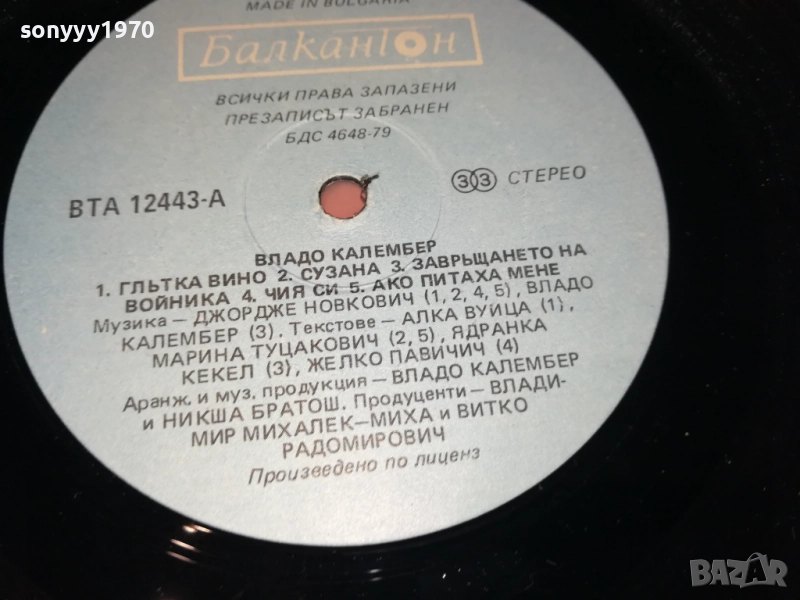 sonyyy1970
MADE IN BULGARIA
Балкантон
ВСИЧКИ ПРАВА ЗАПАЗЕНИ
ПРЕЗАПИСЪТ ЗАБРАНЕН
БДС 4648-79
ВТА 12443-А
33 СТЕРЕО
ВЛАДО КАЛЕМБЕР
1. ГЛЪТКА ВИНО 2. СУЗАНА 3. ЗАВРЪЩАНЕТО НА
ВОЙНИКА 4. ЧИЯ СИ 5. АКО ПИТАХА МЕНЕ
Музика — ДЖОРДЖЕ НОВКОВИЧ (1, 2, 4, 5), ВЛАДО
КАЛЕМБЕР (3). Текстове — АЛКА ВУЙЦА (1),
МАРИНА ТУЦАКОВИЧ (2, 5), ЯДРАНКА
КЕКЕЛ (3), ЖЕЛКО ПАВИЧИЧ (4)
Аранж. и муз. продукция — ВЛАДО КАЛЕМБЕР
и НИКША БРАТОШ. Продуценти — ВЛАДИ-
МИР МИХАЛЕК—МИХА и ВИТКО
РАДОМИРОВИЧ
Произведено по лиценз
BAZAR